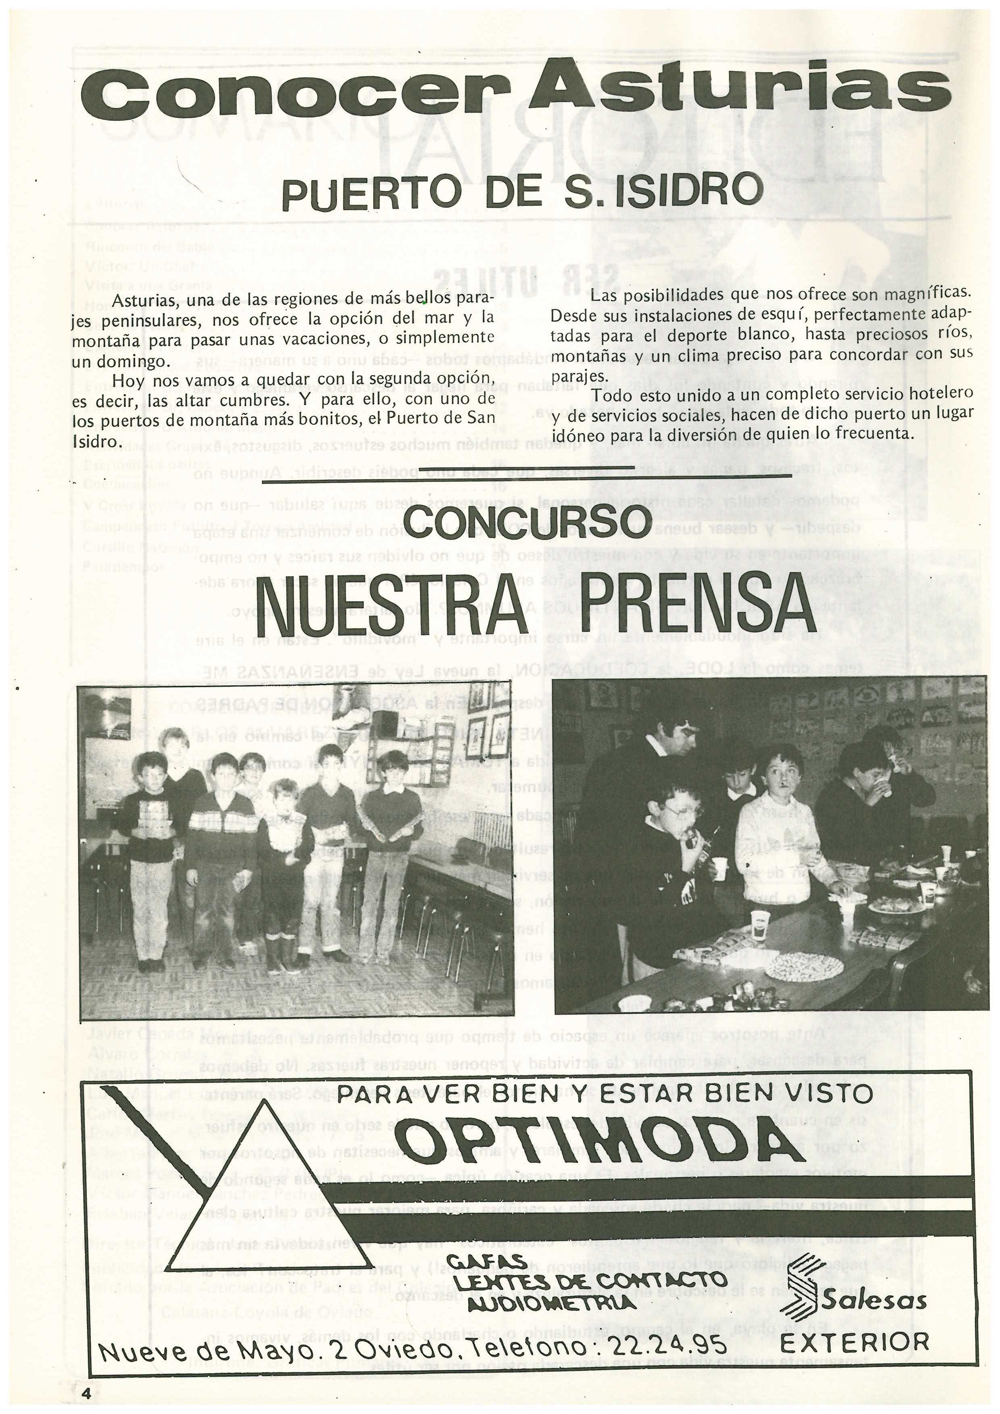 Conocer Asturias
PUERTO DE S. ISIDRO
Asturias, una de las regiones de más bellos para-
jes peninsulares, nos ofrece la opción del mar y la
montaña para pasar unas vacaciones, o simplemente
un domingo.
Hoy nos vamos a quedar con la segunda opción,
es decir, las altar cumbres. Y para ello, con uno de
los puertos de montaña más bonitos, el Puerto de San
Isidro.
Las posibilidades que nos ofrece son magníficas.
Desde sus instalaciones de esquí, perfectamente adap-
tadas para el deporte blanco, hasta preciosos ríos,
montañas y un clima preciso para concordar con sus
parajes.
Todo esto unido a un completo servicio hotelero
y de servicios sociales, hacen de dicho puerto un lugar
idóneo para la diversión de quien lo frecuenta.
CONCURSO
NUESTRA PRENSA
PARA VER BIEN Y ESTAR BIEN VISTO
OPTIMODA
GAFAS
LENTES DE CONTACTO
AUDIOMETRIA
Salesas
EXTERIOR
Nueve de Mayo. 2 Oviedo. Telefono: 22.24.95
4